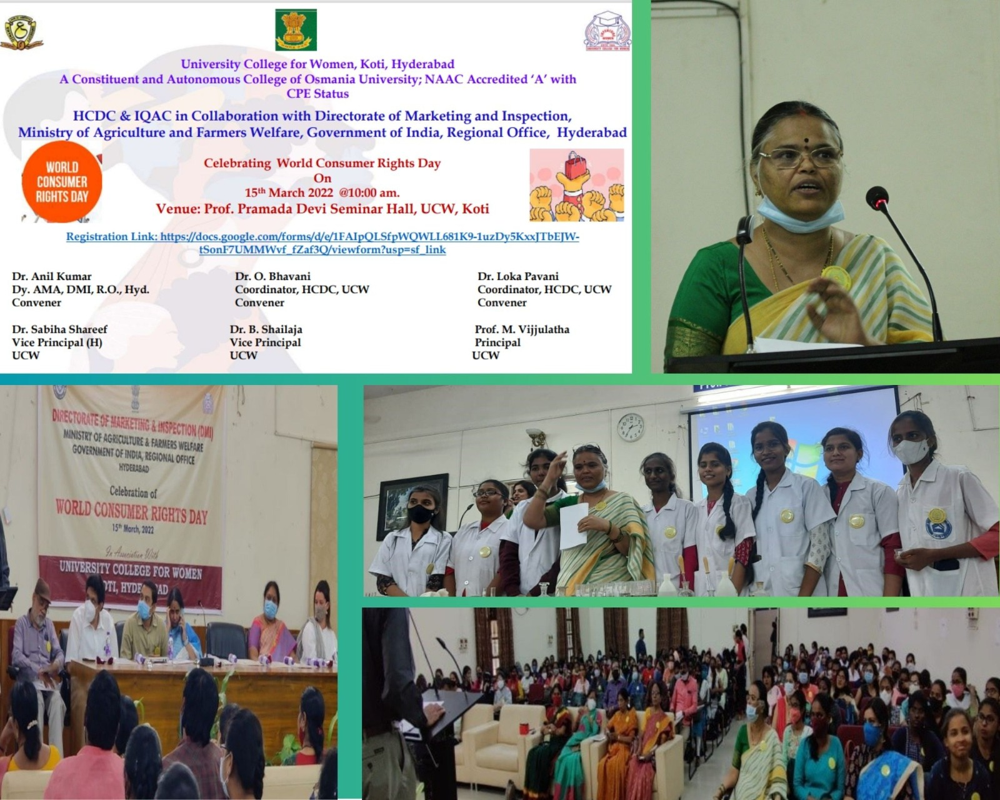 University College for Women, Koti, Hyderabad
A Constituent and Autonomous College of Osmania University; NAAC Accredited ‘A’ with
CPE Status
HCDC & IQAC in Collaboration with Directorate of Marketing and Inspection,
Ministry of Agriculture and Farmers Welfare, Government of India, Regional Office, Hyderabad
WORLD
CONSUMER
RIGHTS DAY
Celebrating World Consumer Rights Day
On
15th March 2022 @10:00 am.
Venue: Prof. Pramada Devi Seminar Hall, UCW, Koti
Registration Link: https://docs.google.com/forms/d/e/1FAIpQLSfpWQWLL681K9-1uzDy5KxxJTbEJW-
tSonF7UMMWvf_fZaf3Q/viewform?usp=sf_link
Dr. Anil Kumar
Dy. AMA, DMI, R.O., Hyd.
Convener
Dr. O. Bhavani
Coordinator, HCDC, UCW
Convener
Dr. Loka Pavani
Coordinator, HCDC, UCW
Convener
Dr. Sabiha Shareef
Vice Principal (H)
UCW
Dr. B. Shailaja
Vice Principal
UCW
Prof. M. Vijjulatha
Principal
UCW
DIRECTORATE OF MARKETING & INSPECTION (DMI)
MINISTRY OF AGRICULTURE & FARMERS WELFARE
GOVERNMENT OF INDIA, REGIONAL OFFICE
HYDERABAD
Celebration of
WORLD CONSUMER RIGHTS DAY
15th March, 2022
In Association With
UNIVERSITY COLLEGE FOR WOMEN